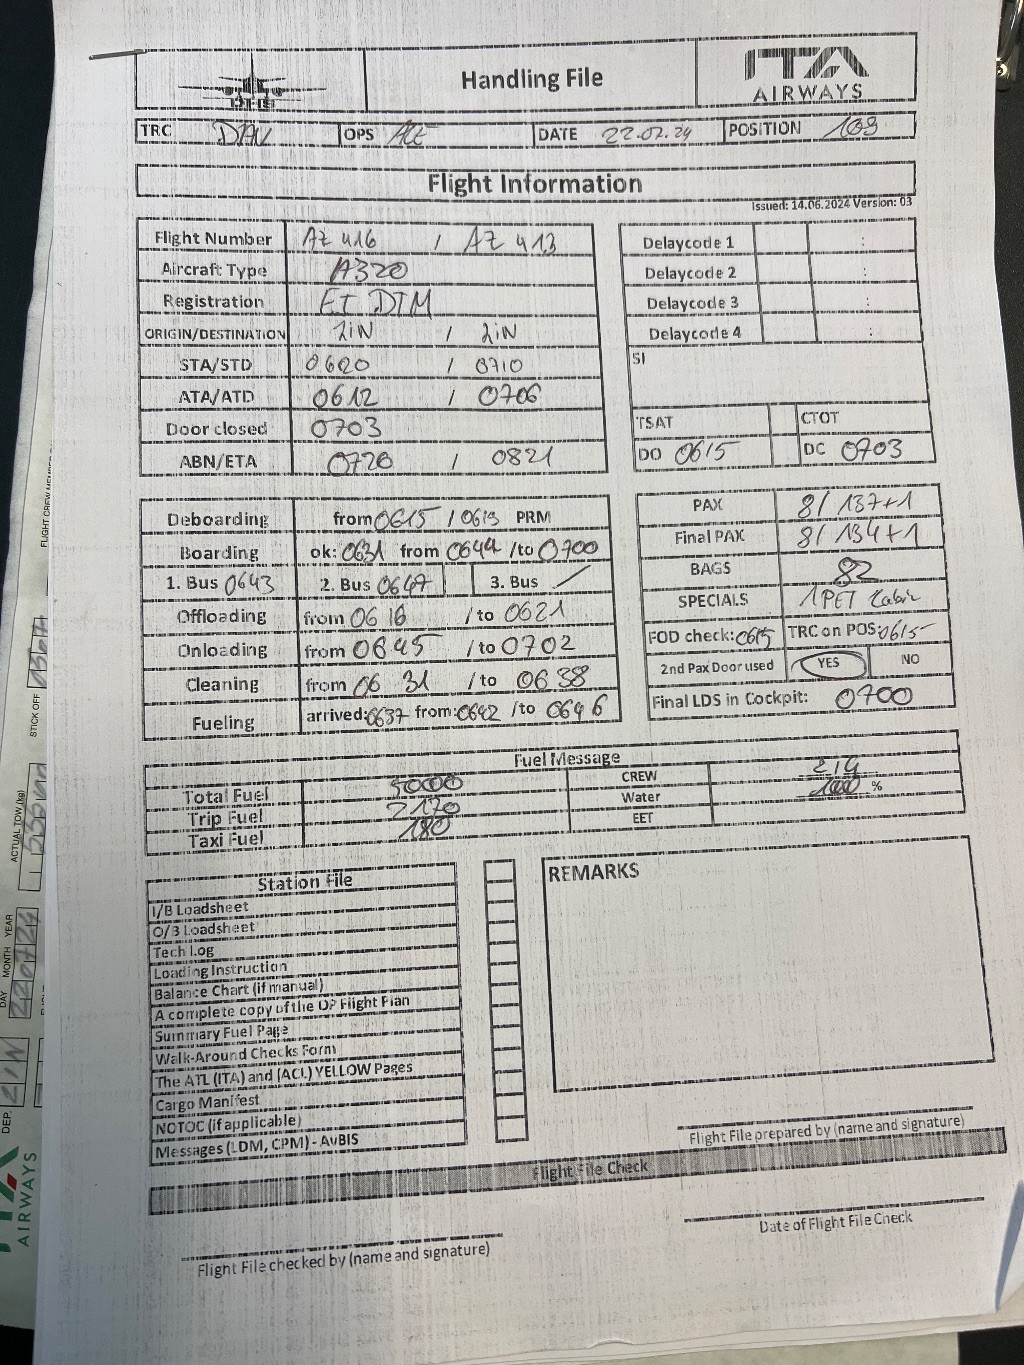 Handling File
ITA
AIRWAYS
TRC DAV OPS ACE DATE 22.07.24 POSITION 109
Flight Information
Issued: 14.06.2024 Version: 03
Flight Number AZ 416 / AZ 413
Aircraft Type A320
Registration EI DTM
ORIGIN/DESTINATION LIN / LIN
STA/STD 0620 / 0710
ATA/ATD 0612 / 0706
Door closed 0703
ABN/ETA 0720 / 0821
Delaycode 1 :
Delaycode 2 :
Delaycode 3 :
Delaycode 4 :
SI
TSAT CTOT
DO 0615 DC 0703
Deboarding from 0615 / 0619 PRM
Boarding ok: 0631 from 0644 /to 0700
1. Bus 0643 2. Bus 0647 3. Bus /
Offloading from 0616 /to 0621
Onloading from 0645 /to 0702
Cleaning from 0631 /to 0638
Fueling arrived: 0637 from: 0642 /to 0646
PAX 8/137+1
Final PAX 8/134+1
BAGS 82
SPECIALS 1 PET Cabin
FOD check: 0615 TRC on POS: 0615
2nd Pax Door used YES NO
Final LDS in Cockpit: 0700
Fuel Message
Total Fuel 5000 CREW 2/4
Trip Fuel 2170 Water 100 %
Taxi Fuel 180 EET
Station File
I/B Loadsheet
O/B Loadsheet
Tech Log
Loading Instruction
Balance Chart (if manual)
A complete copy of the OP Flight Plan
Summary Fuel Page
Walk-Around Checks Form
The ATL (ITA) and (ACL) YELLOW Pages
Cargo Manifest
NOTOC (if applicable)
Messages (LDM, CPM) - AvBIS
REMARKS
Flight File prepared by (name and signature)
Flight File Check
Flight File checked by (name and signature)
Date of Flight File Check
AIRWAYS
DEP. LIN
DAY MONTH YEAR
220724
ACTUAL TOW (kg)
STICK OFF